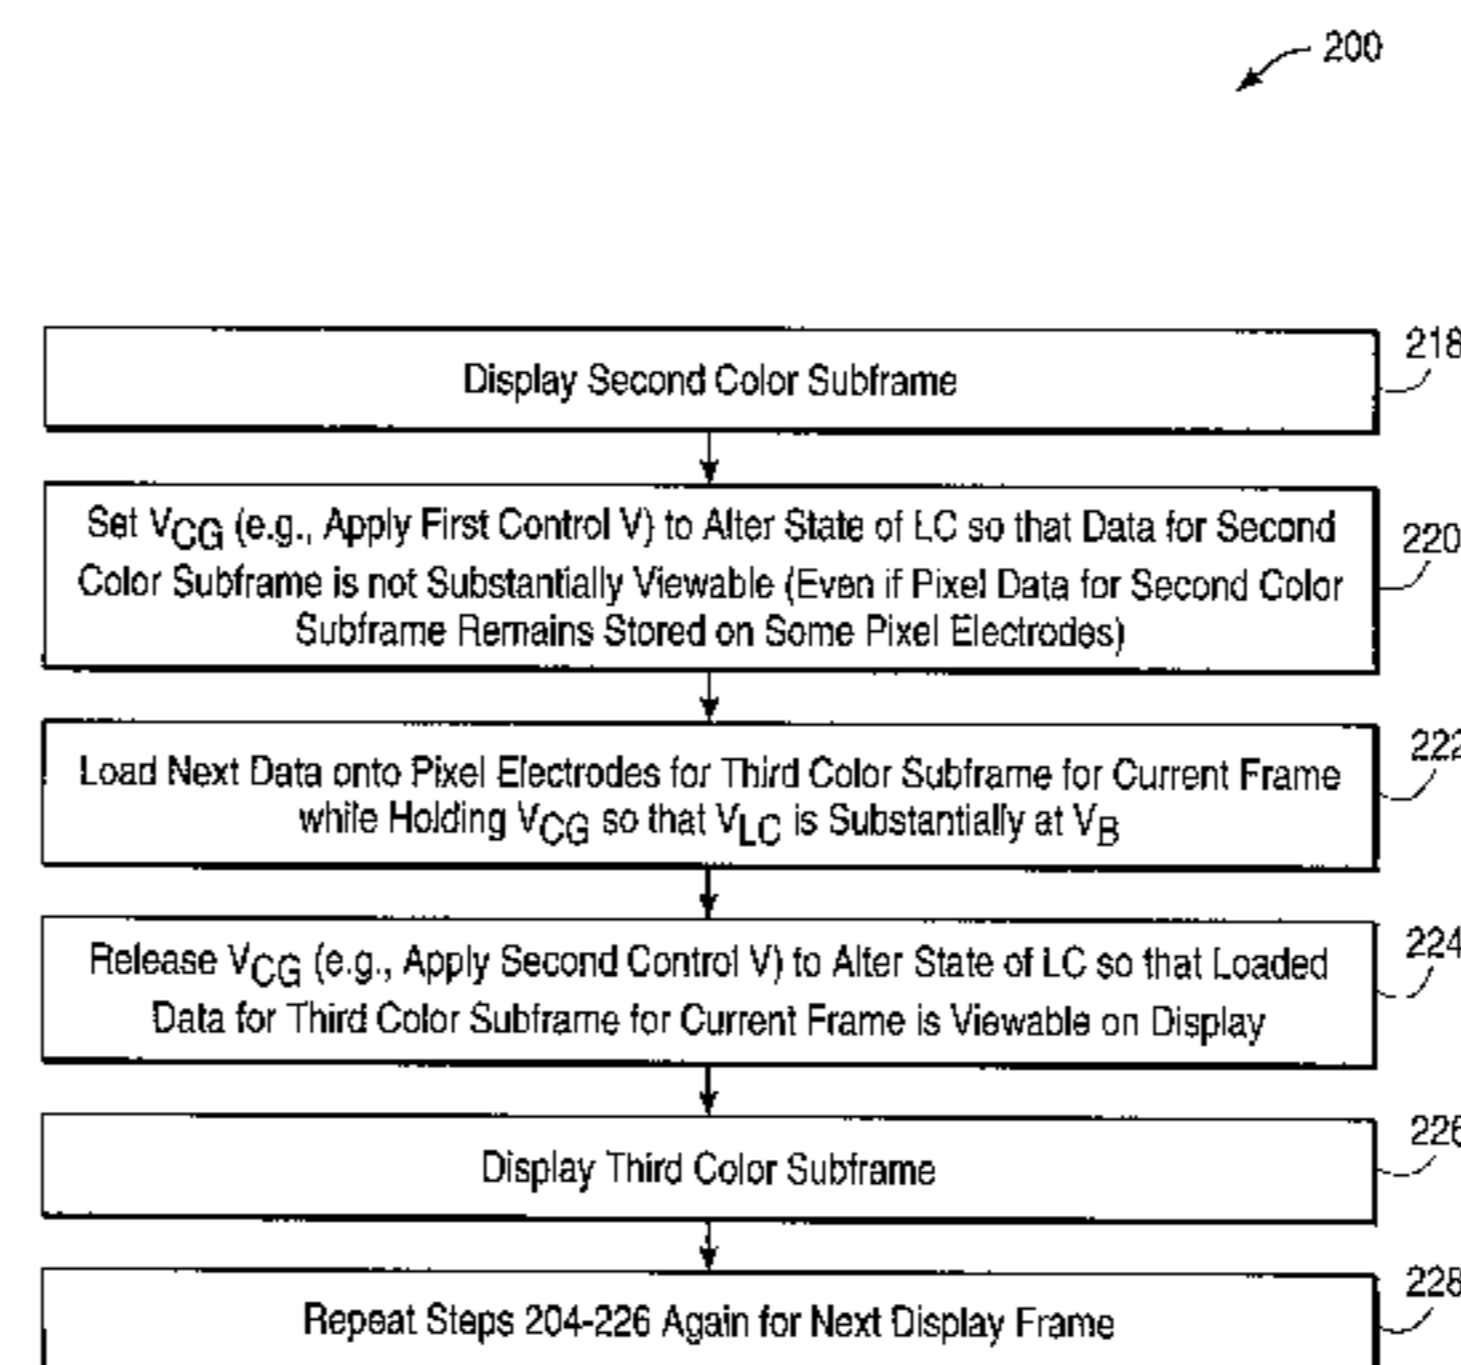 200
Display Second Color Subframe
218
Set VCG (e.g., Apply First Control V) to Alter State of LC so that Data for Second
Color Subframe is not Substantially Viewable (Even if Pixel Data for Second Color
Subframe Remains Stored on Some Pixel Electrodes)
220
Load Next Data onto Pixel Electrodes for Third Color Subframe for Current Frame
while Holding VCG so that VLC is Substantially at VB
222
Release VCG (e.g., Apply Second Control V) to Alter State of LC so that Loaded
Data for Third Color Subframe for Current Frame is Viewable on Display
224
Display Third Color Subframe
226
Repeat Steps 204-226 Again for Next Display Frame
228